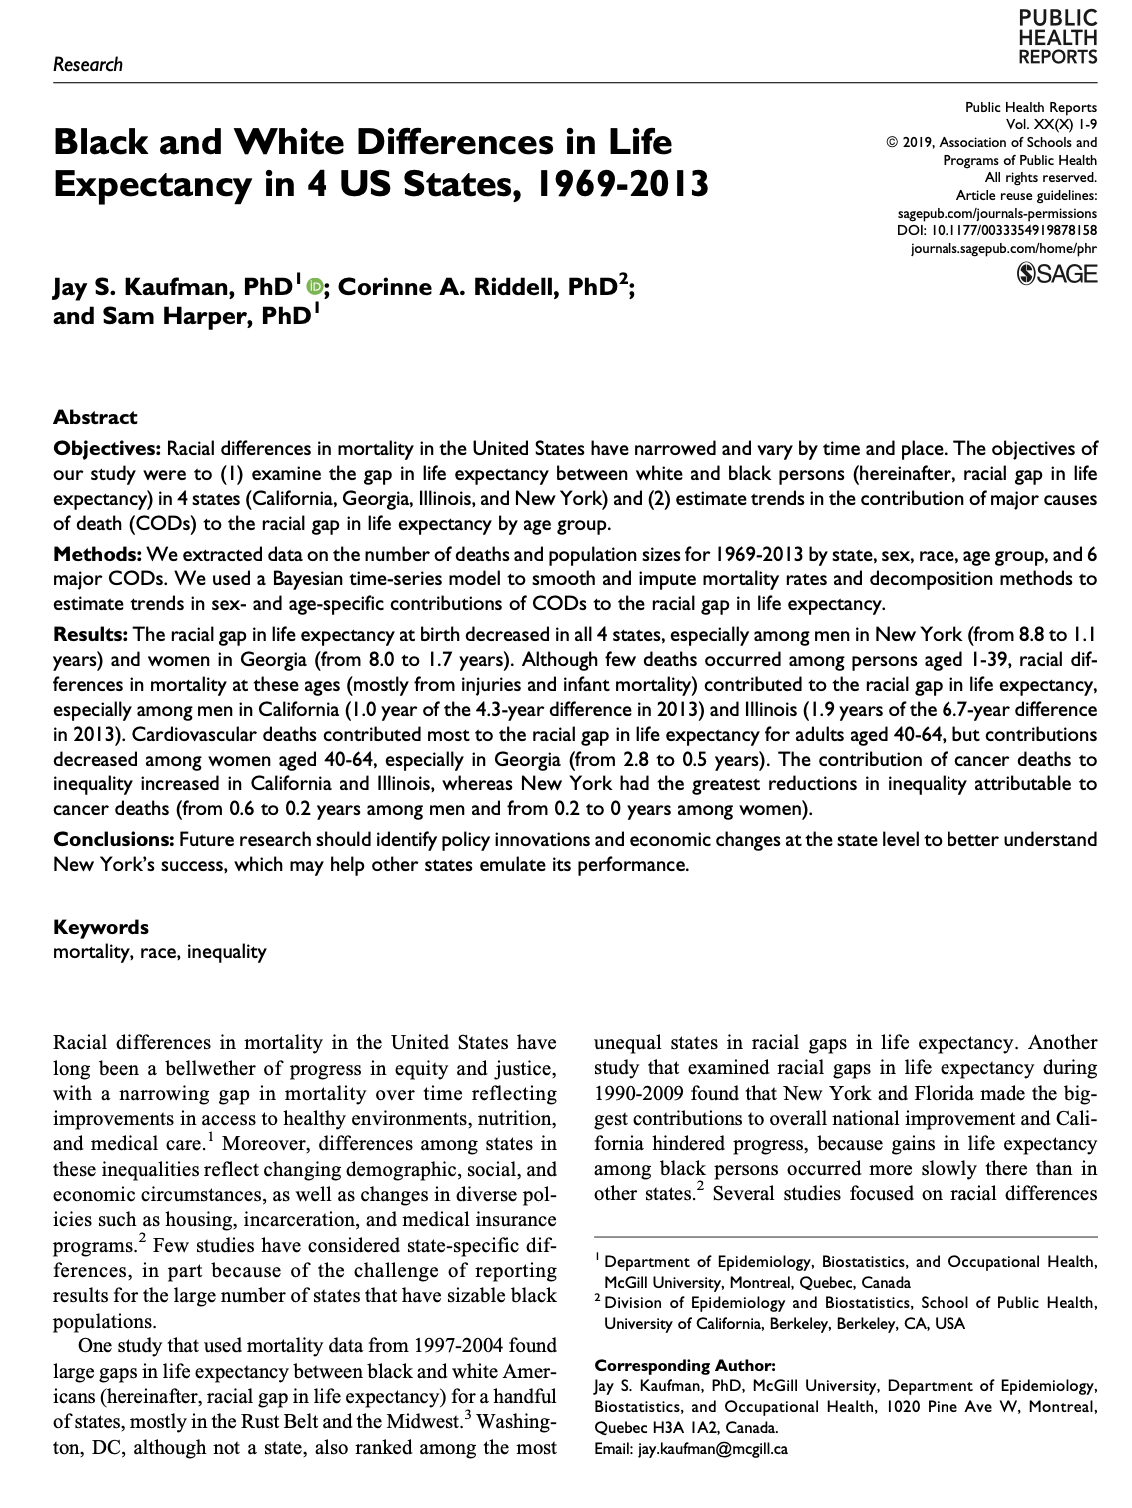 PUBLIC
HEALTH
REPORTS
Research
Public Health Reports
Vol. XX(X) 1-9
© 2019, Association of Schools and
Programs of Public Health
All rights reserved.
Article reuse guidelines:
sagepub.com/journals-permissions
DOI: 10.1177/0033354919878158
journals.sagepub.com/home/phr
SAGE
Black and White Differences in Life
Expectancy in 4 US States, 1969-2013
Jay S. Kaufman, PhD1 iD; Corinne A. Riddell, PhD2;
and Sam Harper, PhD1
Abstract
Objectives: Racial differences in mortality in the United States have narrowed and vary by time and place. The objectives of
our study were to (1) examine the gap in life expectancy between white and black persons (hereinafter, racial gap in life
expectancy) in 4 states (California, Georgia, Illinois, and New York) and (2) estimate trends in the contribution of major causes
of death (CODs) to the racial gap in life expectancy by age group.
Methods: We extracted data on the number of deaths and population sizes for 1969-2013 by state, sex, race, age group, and 6
major CODs. We used a Bayesian time-series model to smooth and impute mortality rates and decomposition methods to
estimate trends in sex- and age-specific contributions of CODs to the racial gap in life expectancy.
Results: The racial gap in life expectancy at birth decreased in all 4 states, especially among men in New York (from 8.8 to 1.1
years) and women in Georgia (from 8.0 to 1.7 years). Although few deaths occurred among persons aged 1-39, racial dif-
ferences in mortality at these ages (mostly from injuries and infant mortality) contributed to the racial gap in life expectancy,
especially among men in California (1.0 year of the 4.3-year difference in 2013) and Illinois (1.9 years of the 6.7-year difference
in 2013). Cardiovascular deaths contributed most to the racial gap in life expectancy for adults aged 40-64, but contributions
decreased among women aged 40-64, especially in Georgia (from 2.8 to 0.5 years). The contribution of cancer deaths to
inequality increased in California and Illinois, whereas New York had the greatest reductions in inequality attributable to
cancer deaths (from 0.6 to 0.2 years among men and from 0.2 to 0 years among women).
Conclusions: Future research should identify policy innovations and economic changes at the state level to better understand
New York's success, which may help other states emulate its performance.
Keywords
mortality, race, inequality
Racial differences in mortality in the United States have
long been a bellwether of progress in equity and justice,
with a narrowing gap in mortality over time reflecting
improvements in access to healthy environments, nutrition,
and medical care.1 Moreover, differences among states in
these inequalities reflect changing demographic, social, and
economic circumstances, as well as changes in diverse pol-
icies such as housing, incarceration, and medical insurance
programs.2 Few studies have considered state-specific dif-
ferences, in part because of the challenge of reporting
results for the large number of states that have sizable black
populations.
One study that used mortality data from 1997-2004 found
large gaps in life expectancy between black and white Amer-
icans (hereinafter, racial gap in life expectancy) for a handful
of states, mostly in the Rust Belt and the Midwest.3 Washing-
ton, DC, although not a state, also ranked among the most
unequal states in racial gaps in life expectancy. Another
study that examined racial gaps in life expectancy during
1990-2009 found that New York and Florida made the big-
gest contributions to overall national improvement and Cali-
fornia hindered progress, because gains in life expectancy
among black persons occurred more slowly there than in
other states.2 Several studies focused on racial differences
1 Department of Epidemiology, Biostatistics, and Occupational Health,
McGill University, Montreal, Quebec, Canada
2 Division of Epidemiology and Biostatistics, School of Public Health,
University of California, Berkeley, Berkeley, CA, USA
Corresponding Author:
Jay S. Kaufman, PhD, McGill University, Department of Epidemiology,
Biostatistics, and Occupational Health, 1020 Pine Ave W, Montreal,
Quebec H3A 1A2, Canada.
Email: jay.kaufman@mcgill.ca